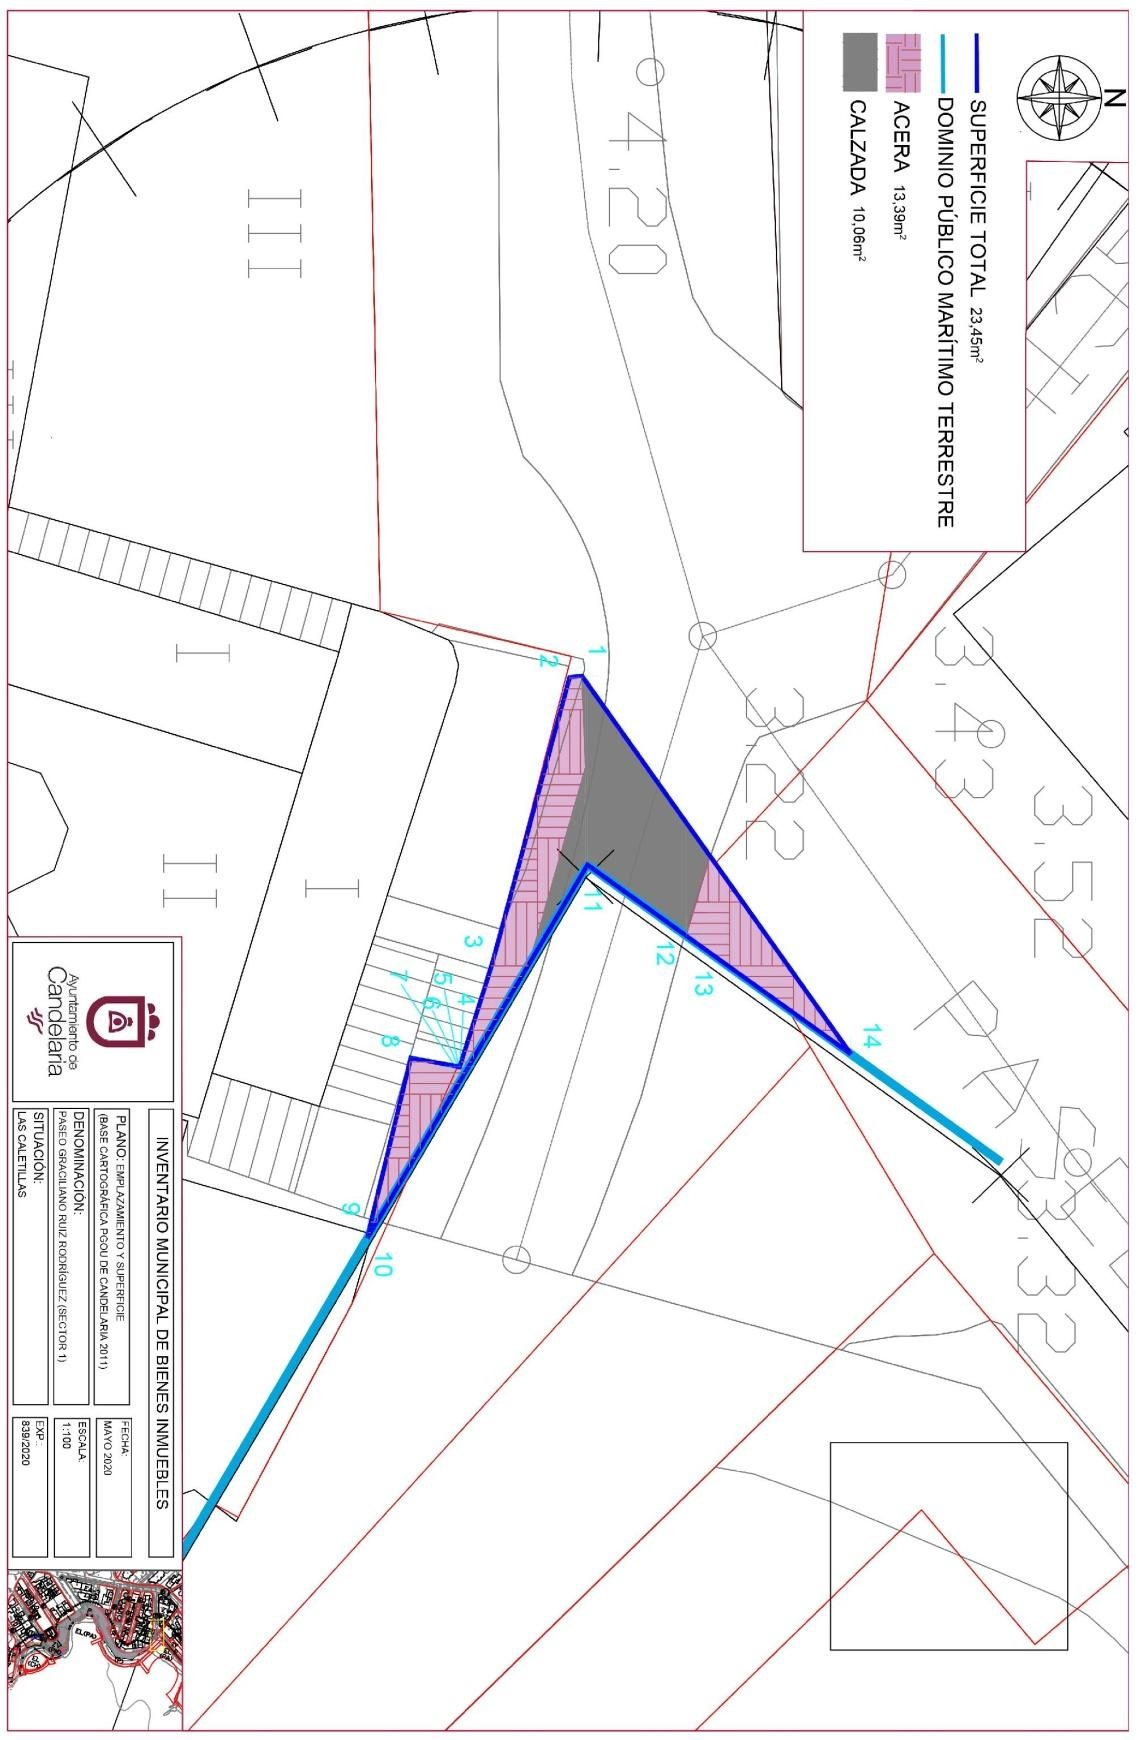 N
SUPERFICIE TOTAL 23,45m²
DOMINIO PÚBLICO MARÍTIMO TERRESTRE
ACERA 13,39m²
CALZADA 10,06m²
4,20
3,43
3,52
3,22
3,32
III
I
II
I
1
2
3
4
5
6
7
8
9
10
11
12
13
14
INVENTARIO MUNICIPAL DE BIENES INMUEBLES
Ayuntamiento de
Candelaria
PLANO: EMPLAZAMIENTO Y SUPERFICIE
(BASE CARTOGRÁFICA PGOU DE CANDELARIA 2011)
DENOMINACIÓN:
PASEO GRACILIANO RUIZ RODRÍGUEZ (SECTOR 1)
SITUACIÓN:
LAS CALETILLAS
FECHA:
MAYO 2020
ESCALA:
1:100
EXP.:
839/2020